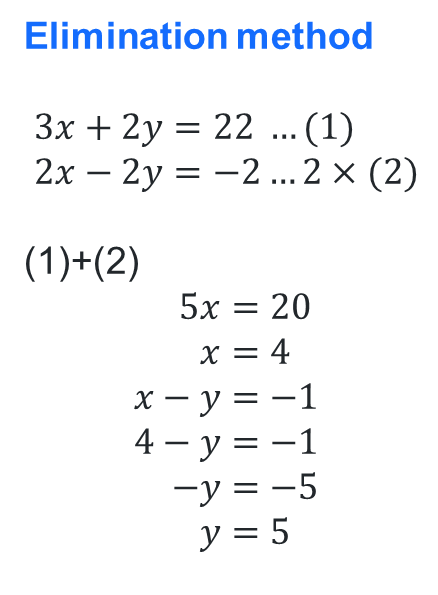 Elimination method
3x + 2y = 22 ... (1)
2x − 2y = −2 ... 2 × (2)
(1)+(2)
5x = 20
x = 4
x − y = −1
4 − y = −1
−y = −5
y = 5